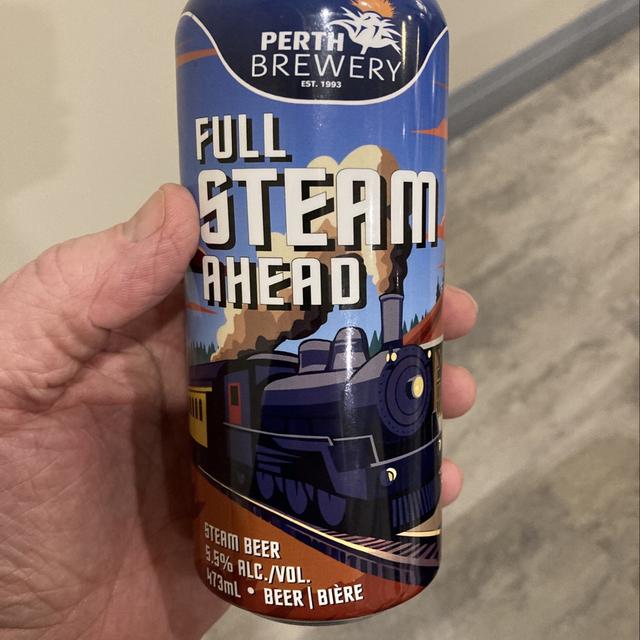 PERTH
BREWERY
EST. 1993
FULL
STEAM
AHEAD
STEAM BEER
5.5% ALC./VOL.
473mL • BEER | BIÈRE